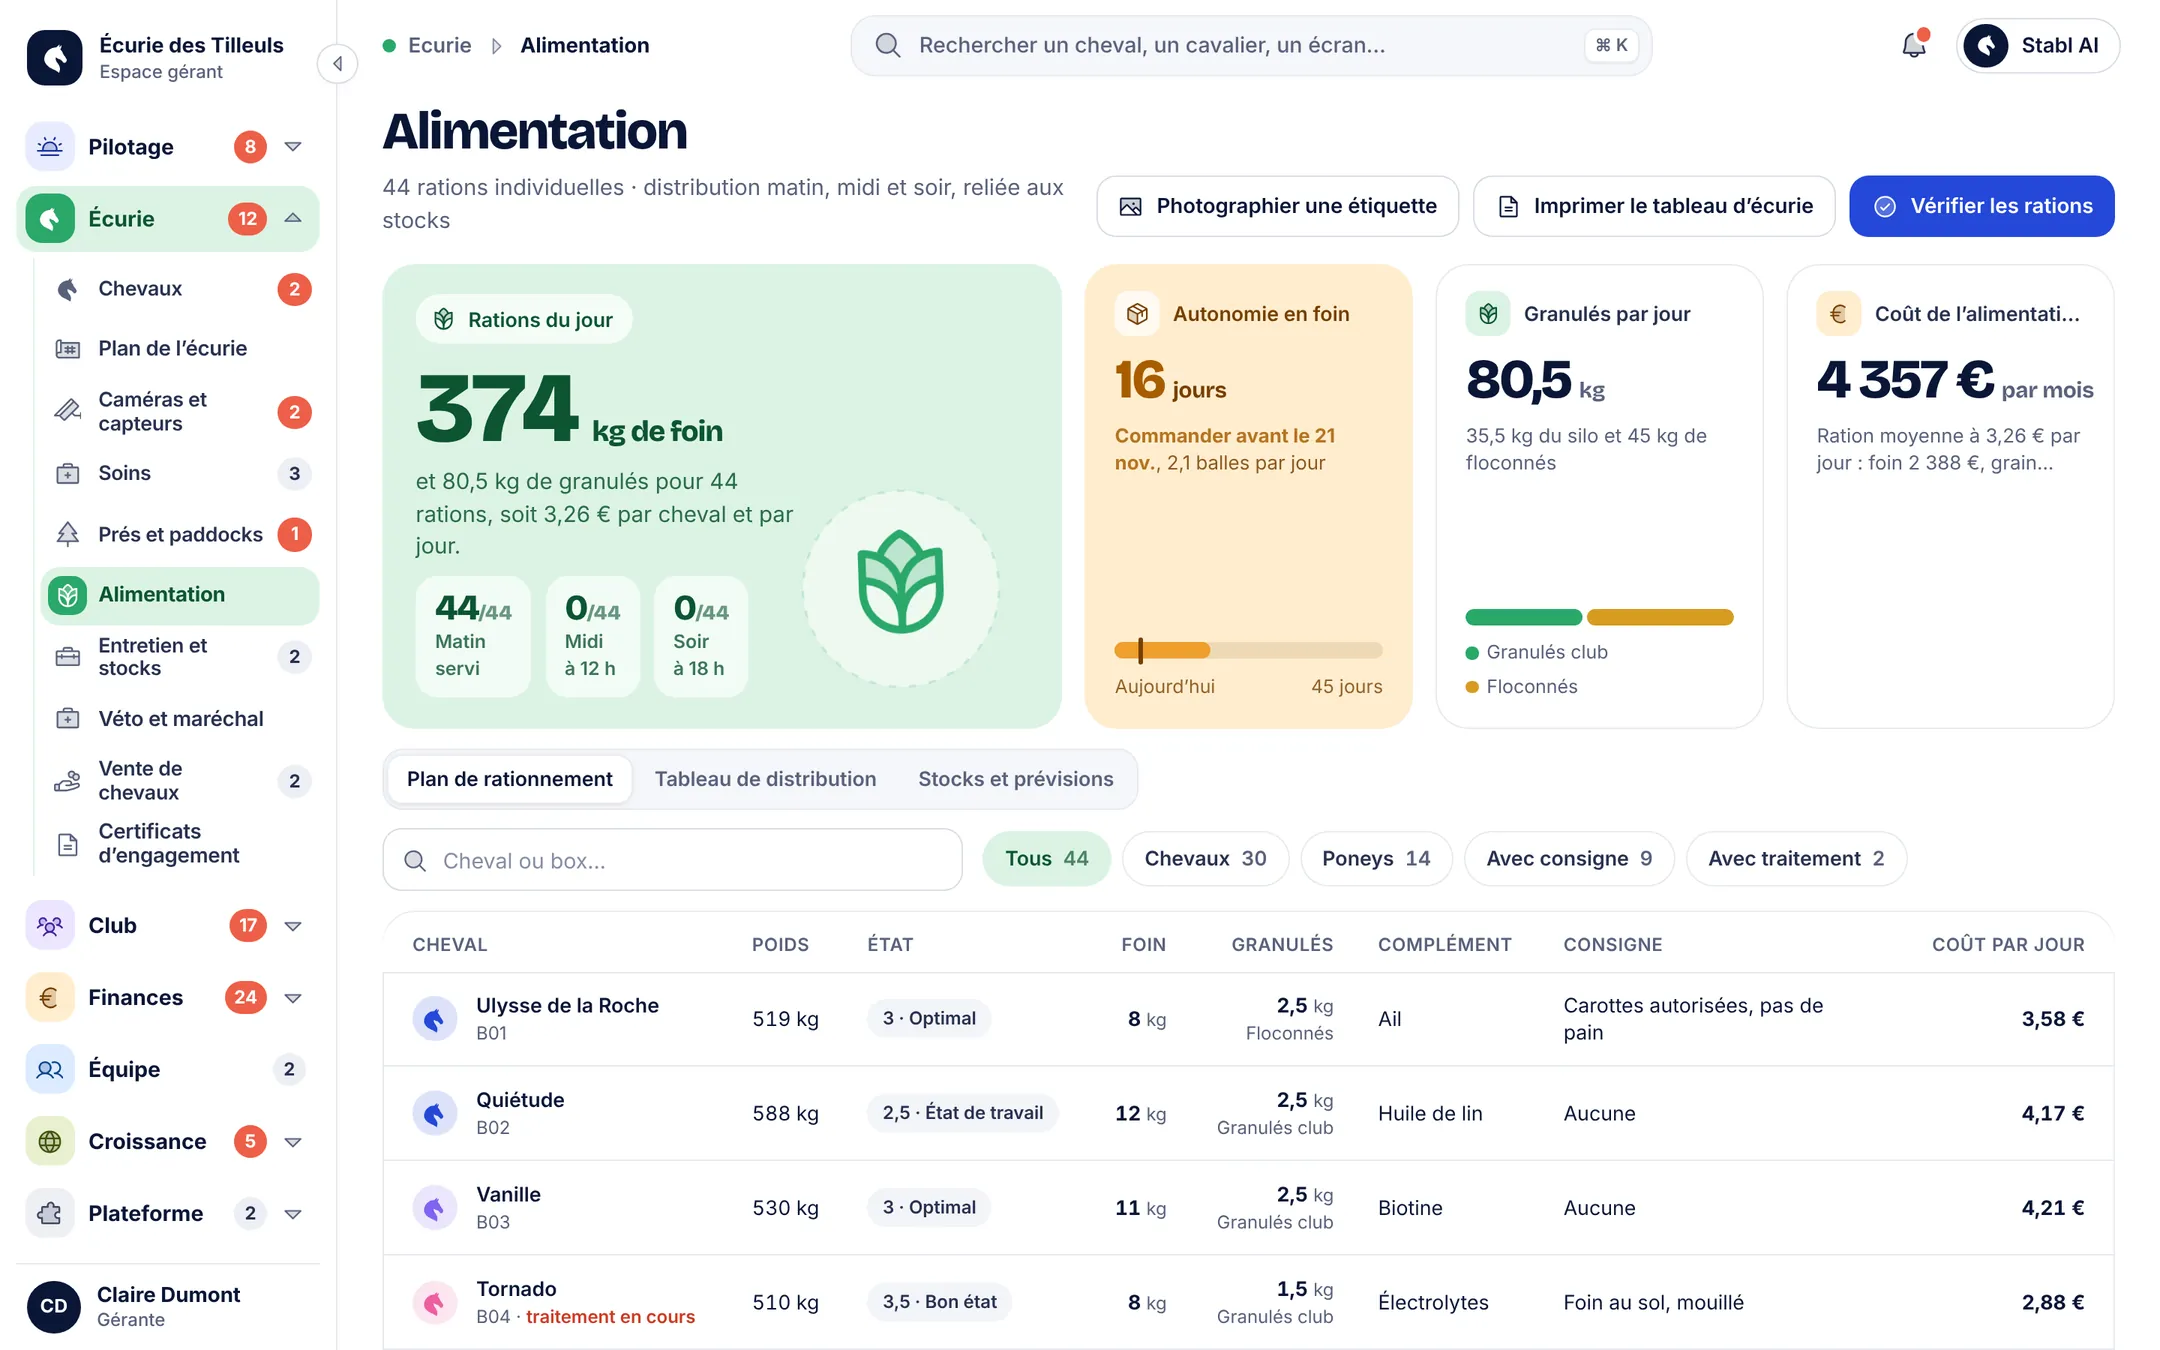 Écurie des Tilleuls
Espace gérant
Ecurie
Alimentation
Rechercher un cheval, un cavalier, un écran...
⌘ K
Stabl AI
Pilotage
8
Écurie
12
Chevaux
2
Plan de l’écurie
Caméras et
capteurs
2
Soins
3
Prés et paddocks
1
Alimentation
Entretien et
stocks
2
Véto et maréchal
Vente de
chevaux
2
Certificats
d’engagement
Club
17
Finances
24
Équipe
2
Croissance
5
Plateforme
2
CD
Claire Dumont
Gérante
Alimentation
44 rations individuelles · distribution matin, midi et soir, reliée aux
stocks
Photographier une étiquette
Imprimer le tableau d’écurie
Vérifier les rations
Rations du jour
374 kg de foin
et 80,5 kg de granulés pour 44
rations, soit 3,26 € par cheval et par
jour.
44/44
Matin
servi
0/44
Midi
à 12 h
0/44
Soir
à 18 h
Autonomie en foin
16 jours
Commander avant le 21
nov., 2,1 balles par jour
Aujourd’hui
45 jours
Granulés par jour
80,5 kg
35,5 kg du silo et 45 kg de
floconnés
Granulés club
Floconnés
€
Coût de l’alimentati...
4 357 € par mois
Ration moyenne à 3,26 € par
jour : foin 2 388 €, grain...
Plan de rationnement
Tableau de distribution
Stocks et prévisions
Cheval ou box...
Tous 44
Chevaux 30
Poneys 14
Avec consigne 9
Avec traitement 2
CHEVAL POIDS ÉTAT FOIN GRANULÉS COMPLÉMENT CONSIGNE COÛT PAR JOUR
Ulysse de la Roche
B01
519 kg
3 · Optimal
8 kg
2,5 kg
Floconnés
Ail
Carottes autorisées, pas de
pain
3,58 €
Quiétude
B02
588 kg
2,5 · État de travail
12 kg
2,5 kg
Granulés club
Huile de lin
Aucune
4,17 €
Vanille
B03
530 kg
3 · Optimal
11 kg
2,5 kg
Granulés club
Biotine
Aucune
4,21 €
Tornado
B04 · traitement en cours
510 kg
3,5 · Bon état
8 kg
1,5 kg
Granulés club
Électrolytes
Foin au sol, mouillé
2,88 €